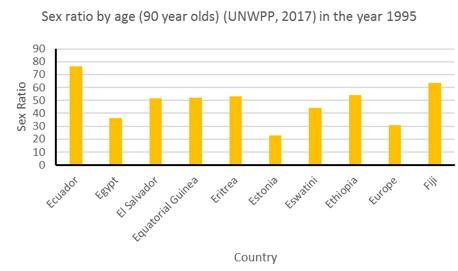 Sex ratio by age (90 year olds) (UNWPP, 2017) in the year 1995
90
80
70
60
50
40
30
20
10
0
Sex Ratio
Ecuador
Egypt
El Salvador
Equatorial Guinea
Eritrea
Estonia
Eswatini
Ethiopia
Europe
Fiji
Country